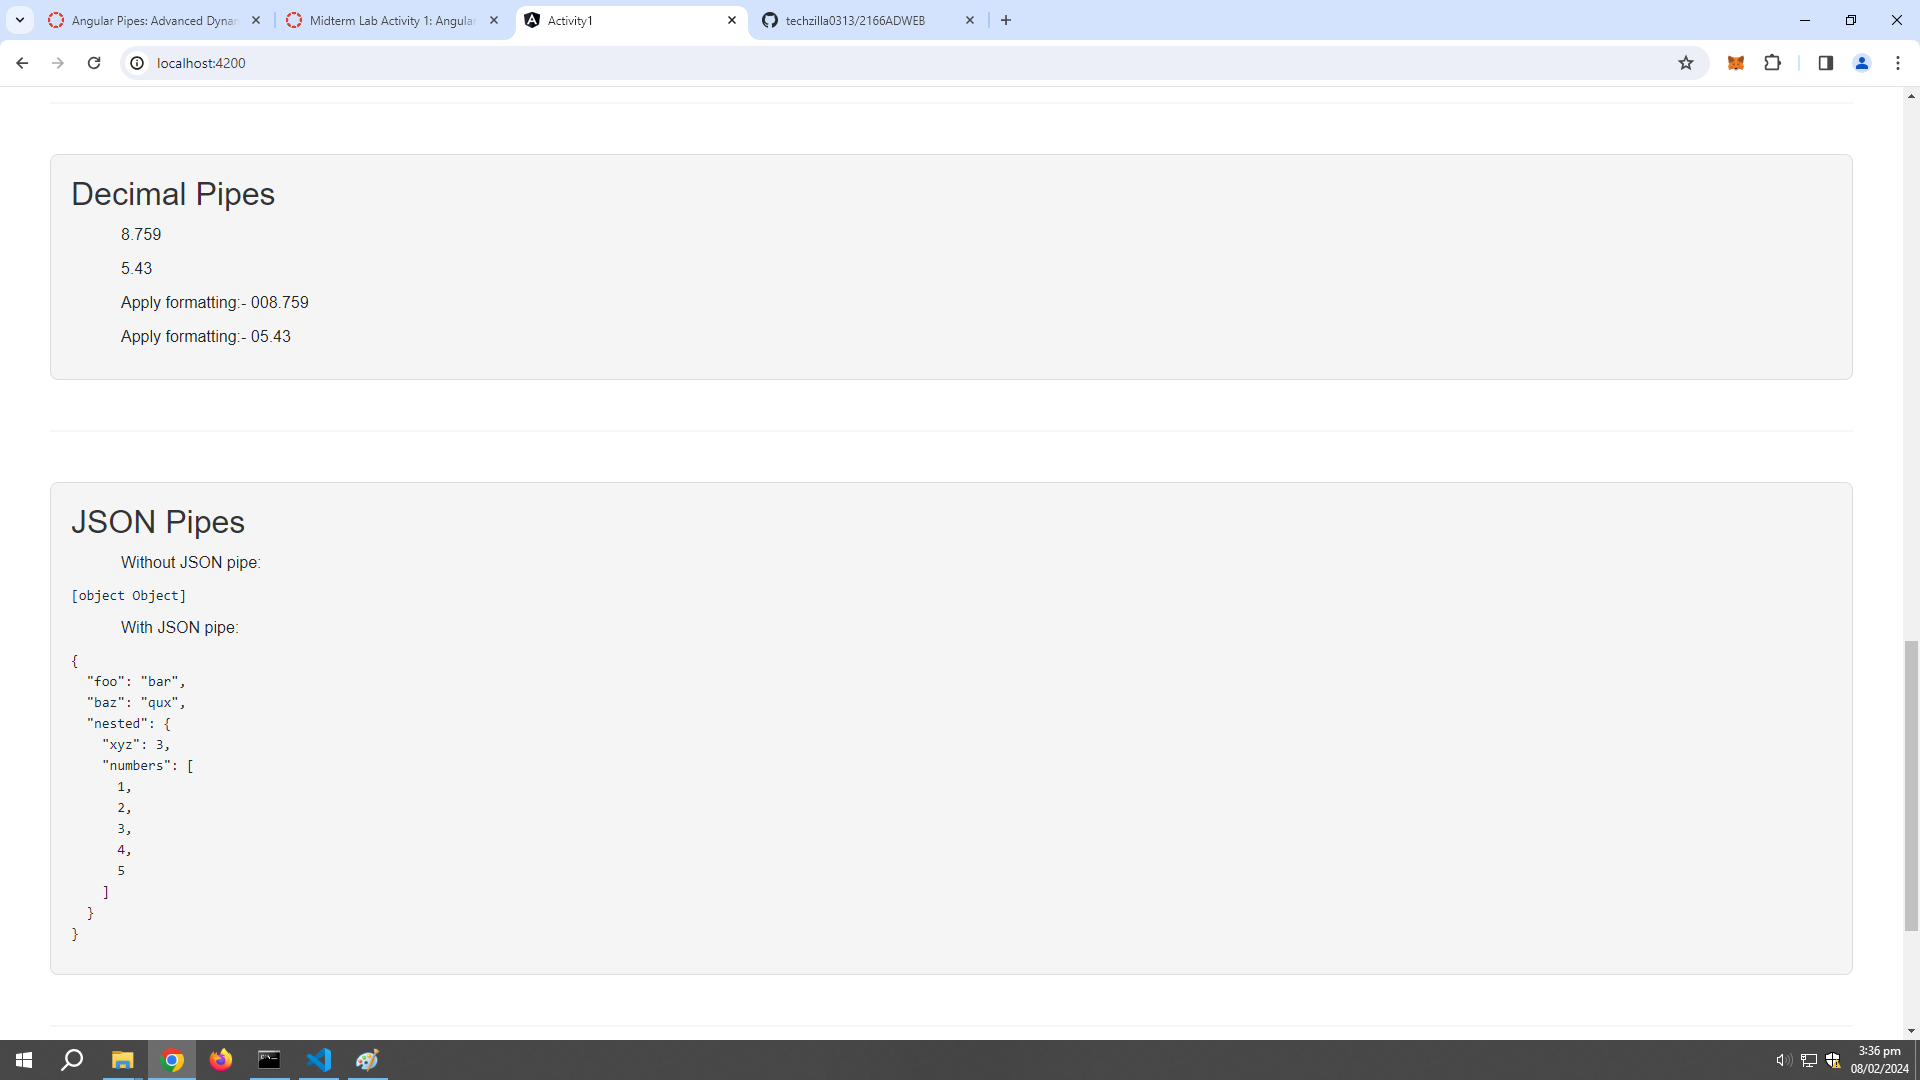 Angular Pipes: Advanced Dynan
Midterm Lab Activity 1: Angular
Activity1
techzilla0313/2166ADWEB
localhost:4200
Decimal Pipes
8.759
5.43
Apply formatting:- 008.759
Apply formatting:- 05.43
JSON Pipes
Without JSON pipe:
[object Object]
With JSON pipe:
{
  "foo": "bar",
  "baz": "qux",
  "nested": {
    "xyz": 3,
    "numbers": [
      1,
      2,
      3,
      4,
      5
    ]
  }
}
3:36 pm
08/02/2024